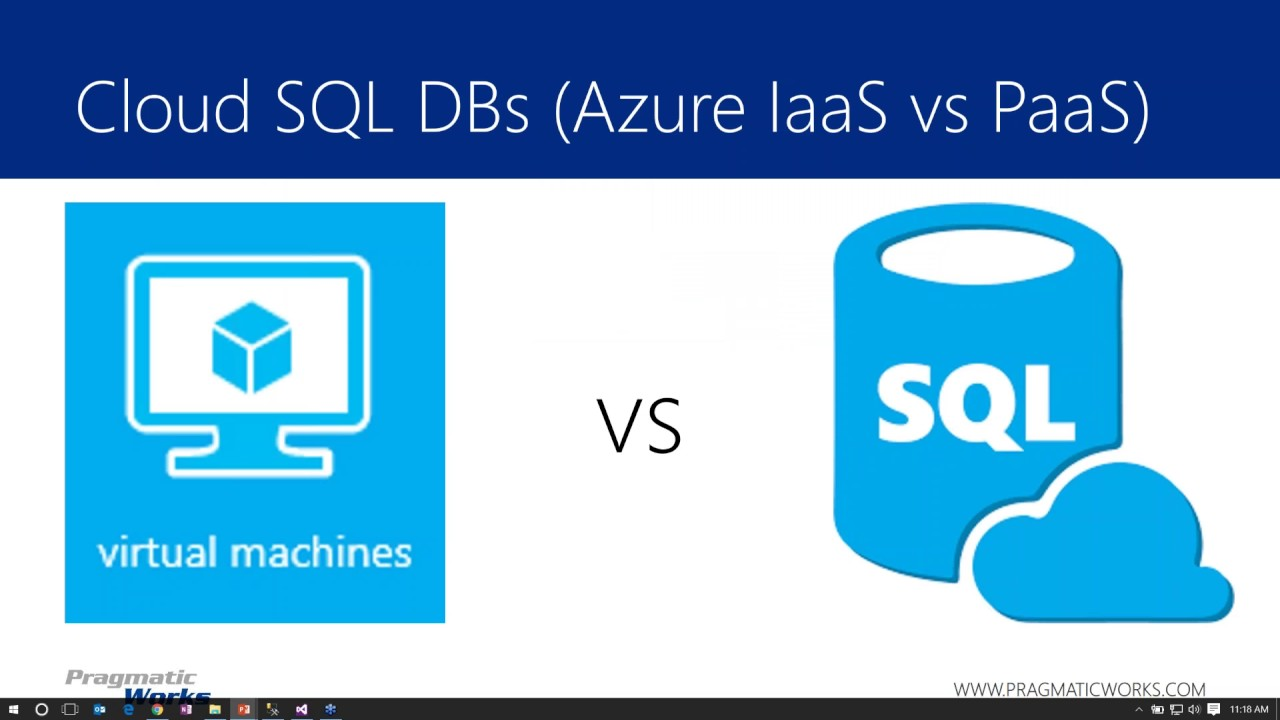 Cloud SQL DBs (Azure IaaS vs PaaS)
virtual machines
VS
SQL
Pragmatic
Works
WWW.PRAGMATICWORKS.COM
11:18 AM